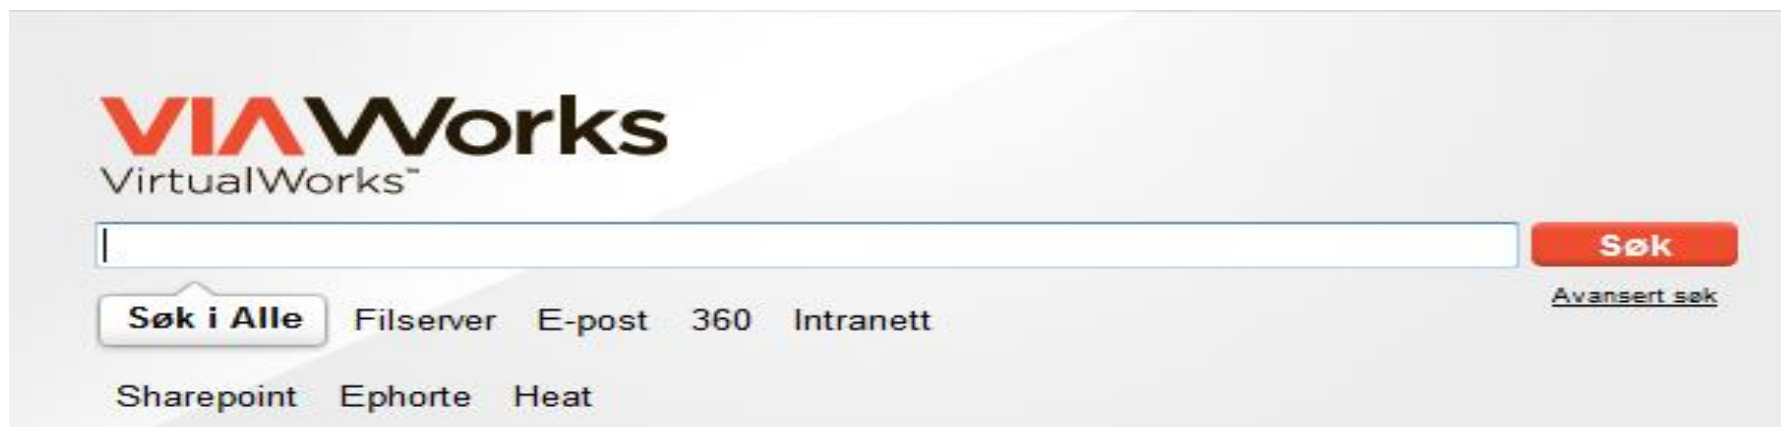 VIAWorks
VirtualWorks™
Søk
Avansert søk
Søk i Alle Filserver E-post 360 Intranett
Sharepoint Ephorte Heat